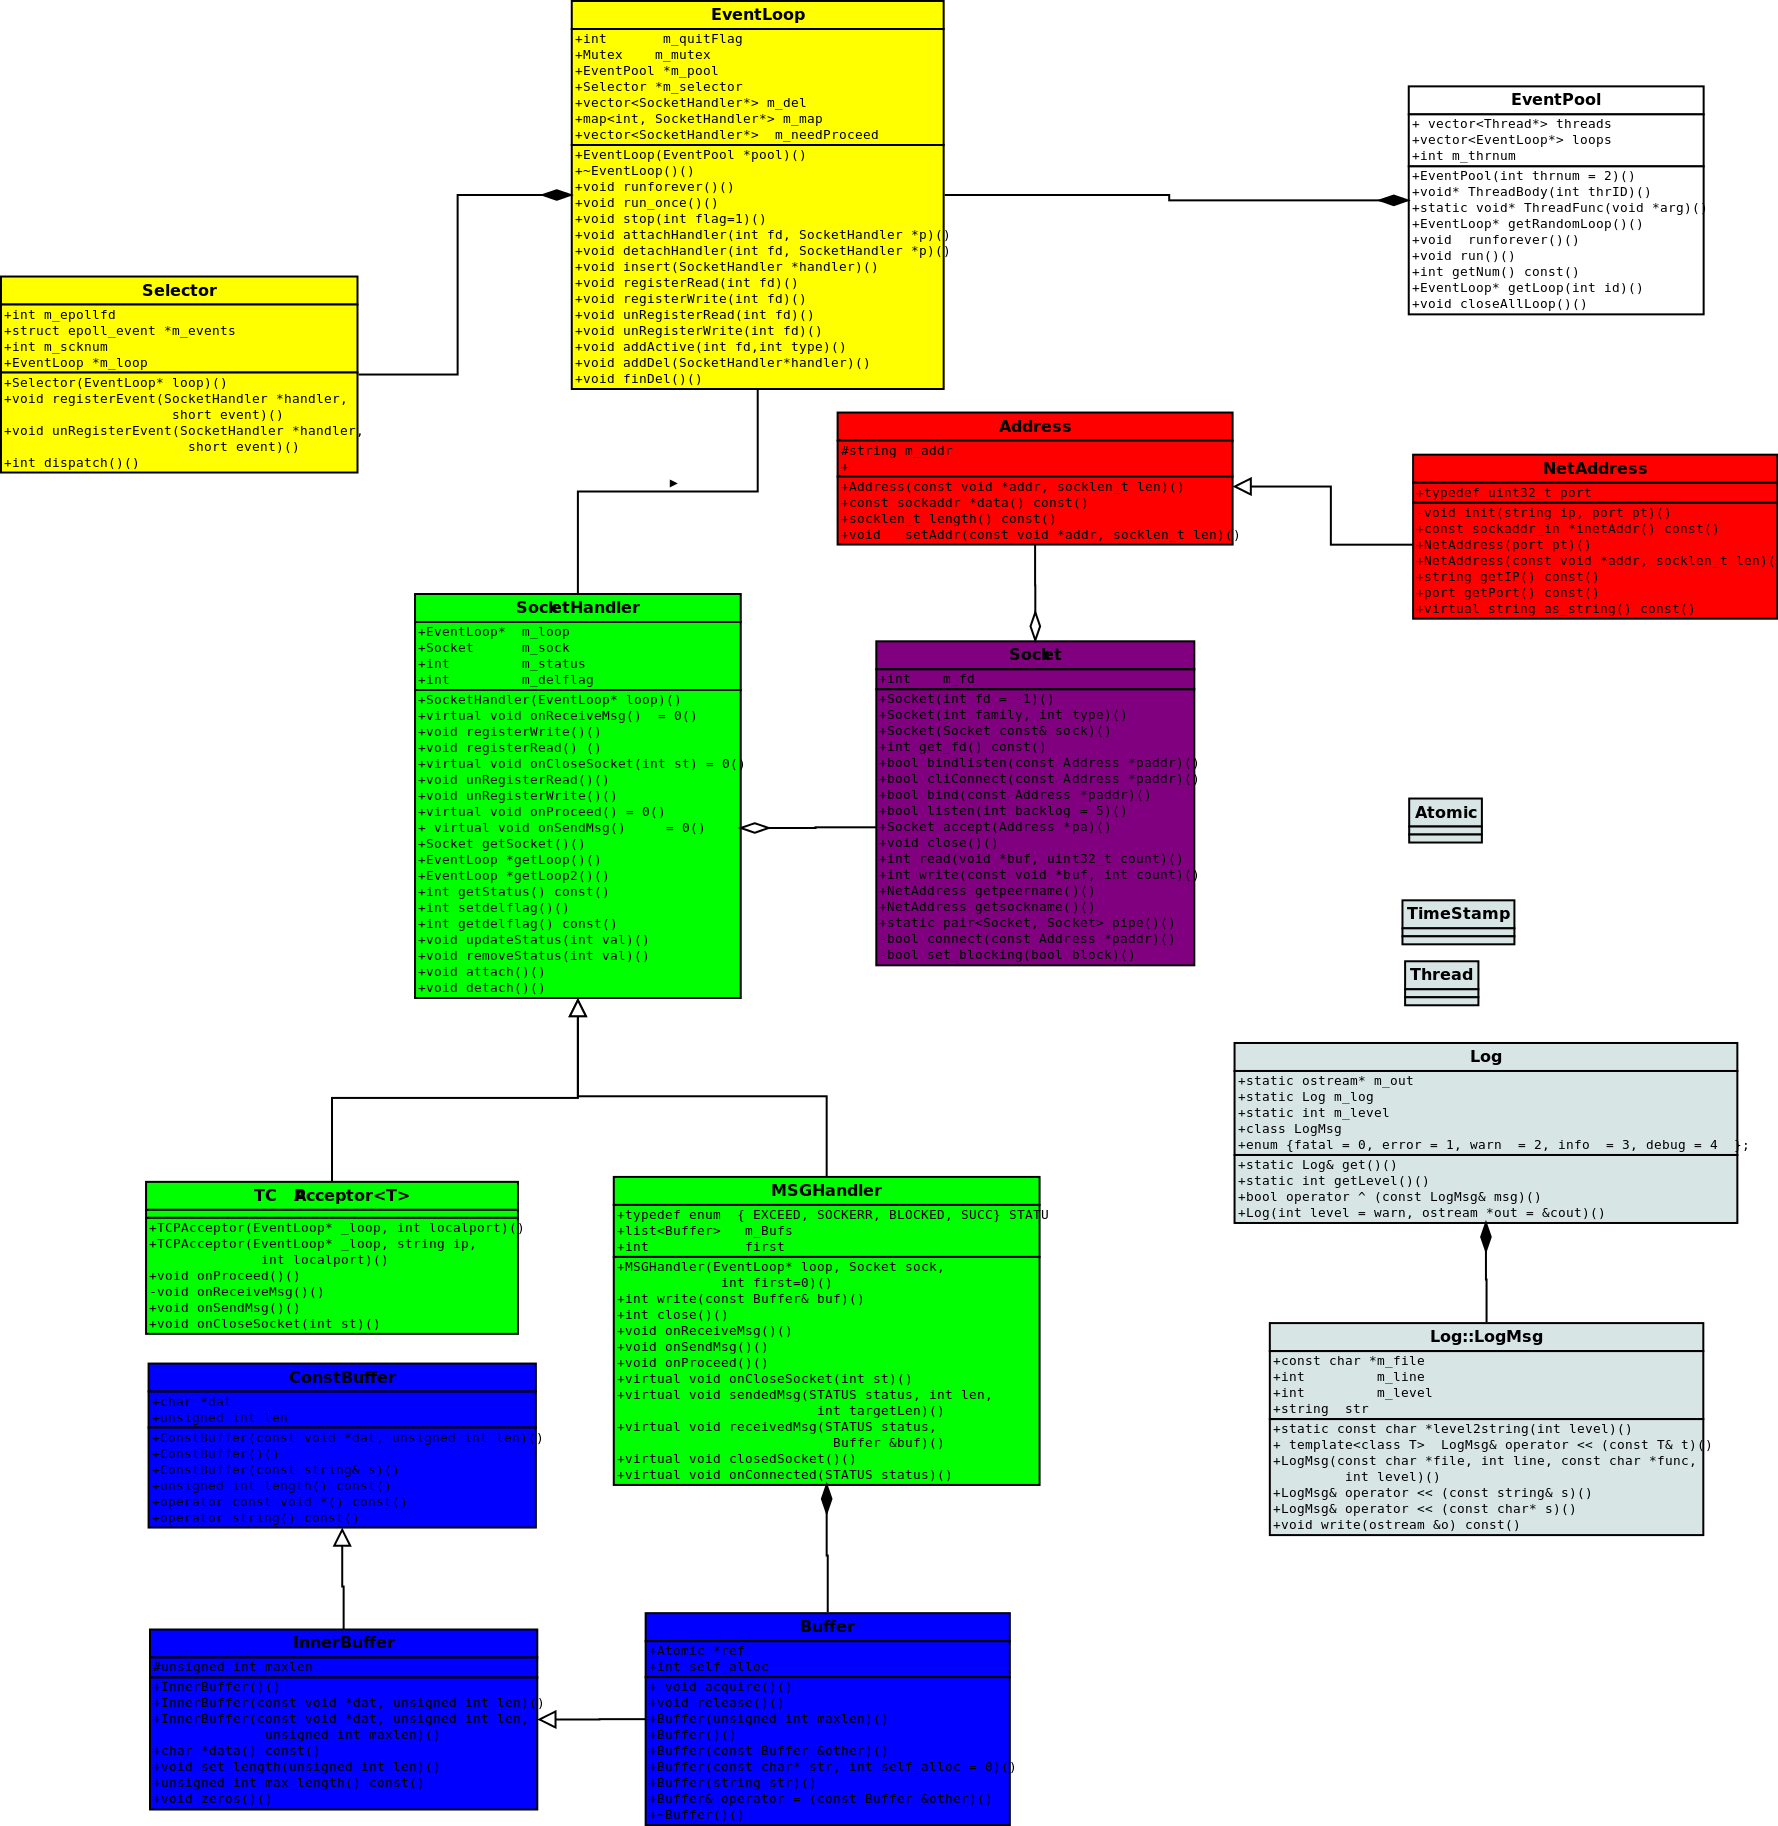 EventLoop
+int       m_quitFlag
+Mutex    m_mutex
+EventPool *m_pool
+Selector *m_selector
+vector<SocketHandler*> m_del
+map<int, SocketHandler*> m_map
+vector<SocketHandler*>  m_needProceed
+EventLoop(EventPool *pool)()
+~EventLoop()()
+void runforever()()
+void run_once()()
+void stop(int flag=1)()
+void attachHandler(int fd, SocketHandler *p)()
+void detachHandler(int fd, SocketHandler *p)()
+void insert(SocketHandler *handler)()
+void registerRead(int fd)()
+void registerWrite(int fd)()
+void unRegisterRead(int fd)()
+void unRegisterWrite(int fd)()
+void addActive(int fd,int type)()
+void addDel(SocketHandler*handler)()
+void finDel()()
EventPool
+ vector<Thread*> threads
+vector<EventLoop*> loops
+int m_thrnum
+EventPool(int thrnum = 2)()
+void* ThreadBody(int thrID)()
+static void* ThreadFunc(void *arg)()
+EventLoop* getRandomLoop()()
+void  runforever()()
+void run()()
+int getNum() const()
+EventLoop* getLoop(int id)()
+void closeAllLoop()()
Selector
+int m_epollfd
+struct epoll_event *m_events
+int m_scknum
+EventLoop *m_loop
+Selector(EventLoop* loop)()
+void registerEvent(SocketHandler *handler,
short event)()
+void unRegisterEvent(SocketHandler *handler,
short event)()
+int dispatch()()
Address
#string m_addr
+
+Address(const void *addr, socklen_t len)()
+const sockaddr *data() const()
+socklen_t length() const()
+void   setAddr(const void *addr, socklen_t len)()
NetAddress
+typedef uint32_t port
-void init(string ip, port pt)()
+const sockaddr_in *inetAddr() const()
+NetAddress(port pt)()
+NetAddress(const void *addr, socklen_t len)(
+string getIP() const()
+port getPort() const()
+virtual string as_string() const()
SocketHandler
+EventLoop*  m_loop
+Socket      m_sock
+int         m_status
+int         m_delflag
+SocketHandler(EventLoop* loop)()
+virtual void onReceiveMsg()  = 0()
+void registerWrite()()
+void registerRead() ()
+virtual void onCloseSocket(int st) = 0()
+void unRegisterRead()()
+void unRegisterWrite()()
+virtual void onProceed() = 0()
+ virtual void onSendMsg()     = 0()
+Socket getSocket()()
+EventLoop *getLoop()()
+EventLoop *getLoop2()()
+int getStatus() const()
+int setdelflag()()
+int getdelflag() const()
+void updateStatus(int val)()
+void removeStatus(int val)()
+void attach()()
+void detach()()
Socket
+int    m_fd
+Socket(int fd = -1)()
+Socket(int family, int type)()
+Socket(Socket const& sock)()
+int get_fd() const()
+bool bindlisten(const Address *paddr)()
+bool cliConnect(const Address *paddr)()
+bool bind(const Address *paddr)()
+bool listen(int backlog = 5)()
+Socket accept(Address *pa)()
+void close()()
+int read(void *buf, uint32_t count)()
+int write(const void *buf, int count)()
+NetAddress getpeername()()
+NetAddress getsockname()()
+static pair<Socket, Socket> pipe()()
-bool connect(const Address *paddr)()
-bool set_blocking(bool block)()
Atomic
TimeStamp
Thread
Log
+static ostream* m_out
+static Log m_log
+static int m_level
+class LogMsg
+enum {fatal = 0, error = 1, warn  = 2, info  = 3, debug = 4  };
+static Log& get()()
+static int getLevel()()
+bool operator ^ (const LogMsg& msg)()
+Log(int level = warn, ostream *out = &cout)()
TCPAcceptor<T>
+TCPAcceptor(EventLoop* _loop, int localport)()
+TCPAcceptor(EventLoop* _loop, string ip,
int localport)()
+void onProceed()()
-void onReceiveMsg()()
+void onSendMsg()()
+void onCloseSocket(int st)()
MSGHandler
+typedef enum  { EXCEED, SOCKERR, BLOCKED, SUCC} STATU
+list<Buffer>   m_Bufs
+int            first
+MSGHandler(EventLoop* loop, Socket sock,
int first=0)()
+int write(const Buffer& buf)()
+int close()()
+void onReceiveMsg()()
+void onSendMsg()()
+void onProceed()()
+virtual void onCloseSocket(int st)()
+virtual void sendedMsg(STATUS status, int len,
int targetLen)()
+virtual void receivedMsg(STATUS status,
Buffer &buf)()
+virtual void closedSocket()()
+virtual void onConnected(STATUS status)()
Log::LogMsg
+const char *m_file
+int         m_line
+int         m_level
+string  str
+static const char *level2string(int level)()
+ template<class T>  LogMsg& operator << (const T& t)()
+LogMsg(const char *file, int line, const char *func,
int level)()
+LogMsg& operator << (const string& s)()
+LogMsg& operator << (const char* s)()
+void write(ostream &o) const()
ConstBuffer
+char *dat
+unsigned int len
+ConstBuffer(const void *dat, unsigned int len)()
+ConstBuffer()()
+ConstBuffer(const string& s)()
+unsigned int length() const()
+operator const void *() const()
+operator string() const()
InnerBuffer
#unsigned int maxlen
+InnerBuffer()()
+InnerBuffer(const void *dat, unsigned int len)()
+InnerBuffer(const void *dat, unsigned int len,
unsigned int maxlen)()
+char *data() const()
+void set_length(unsigned int len)()
+unsigned int max_length() const()
+void zeros()()
Buffer
+Atomic *ref
+int self_alloc
+ void acquire()()
+void release()()
+Buffer(unsigned int maxlen)()
+Buffer()()
+Buffer(const Buffer &other)()
+Buffer(const char* str, int self_alloc = 0)()
+Buffer(string str)()
+Buffer& operator = (const Buffer &other)()
+~Buffer()()